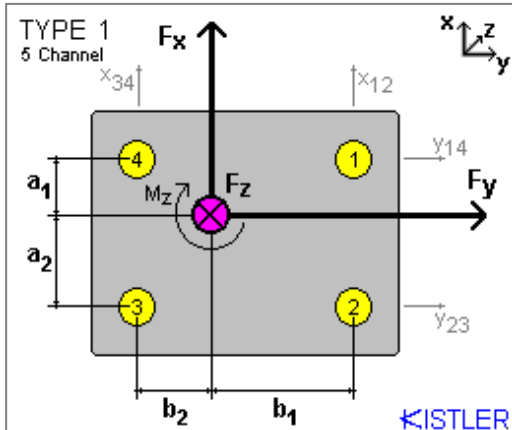 TYPE 1
5 Channel
Fx
x
z
y
x34
x12
4
1
y14
a1
Mz
Fz
Fy
a2
3
2
y23
b2
b1
KISTLER